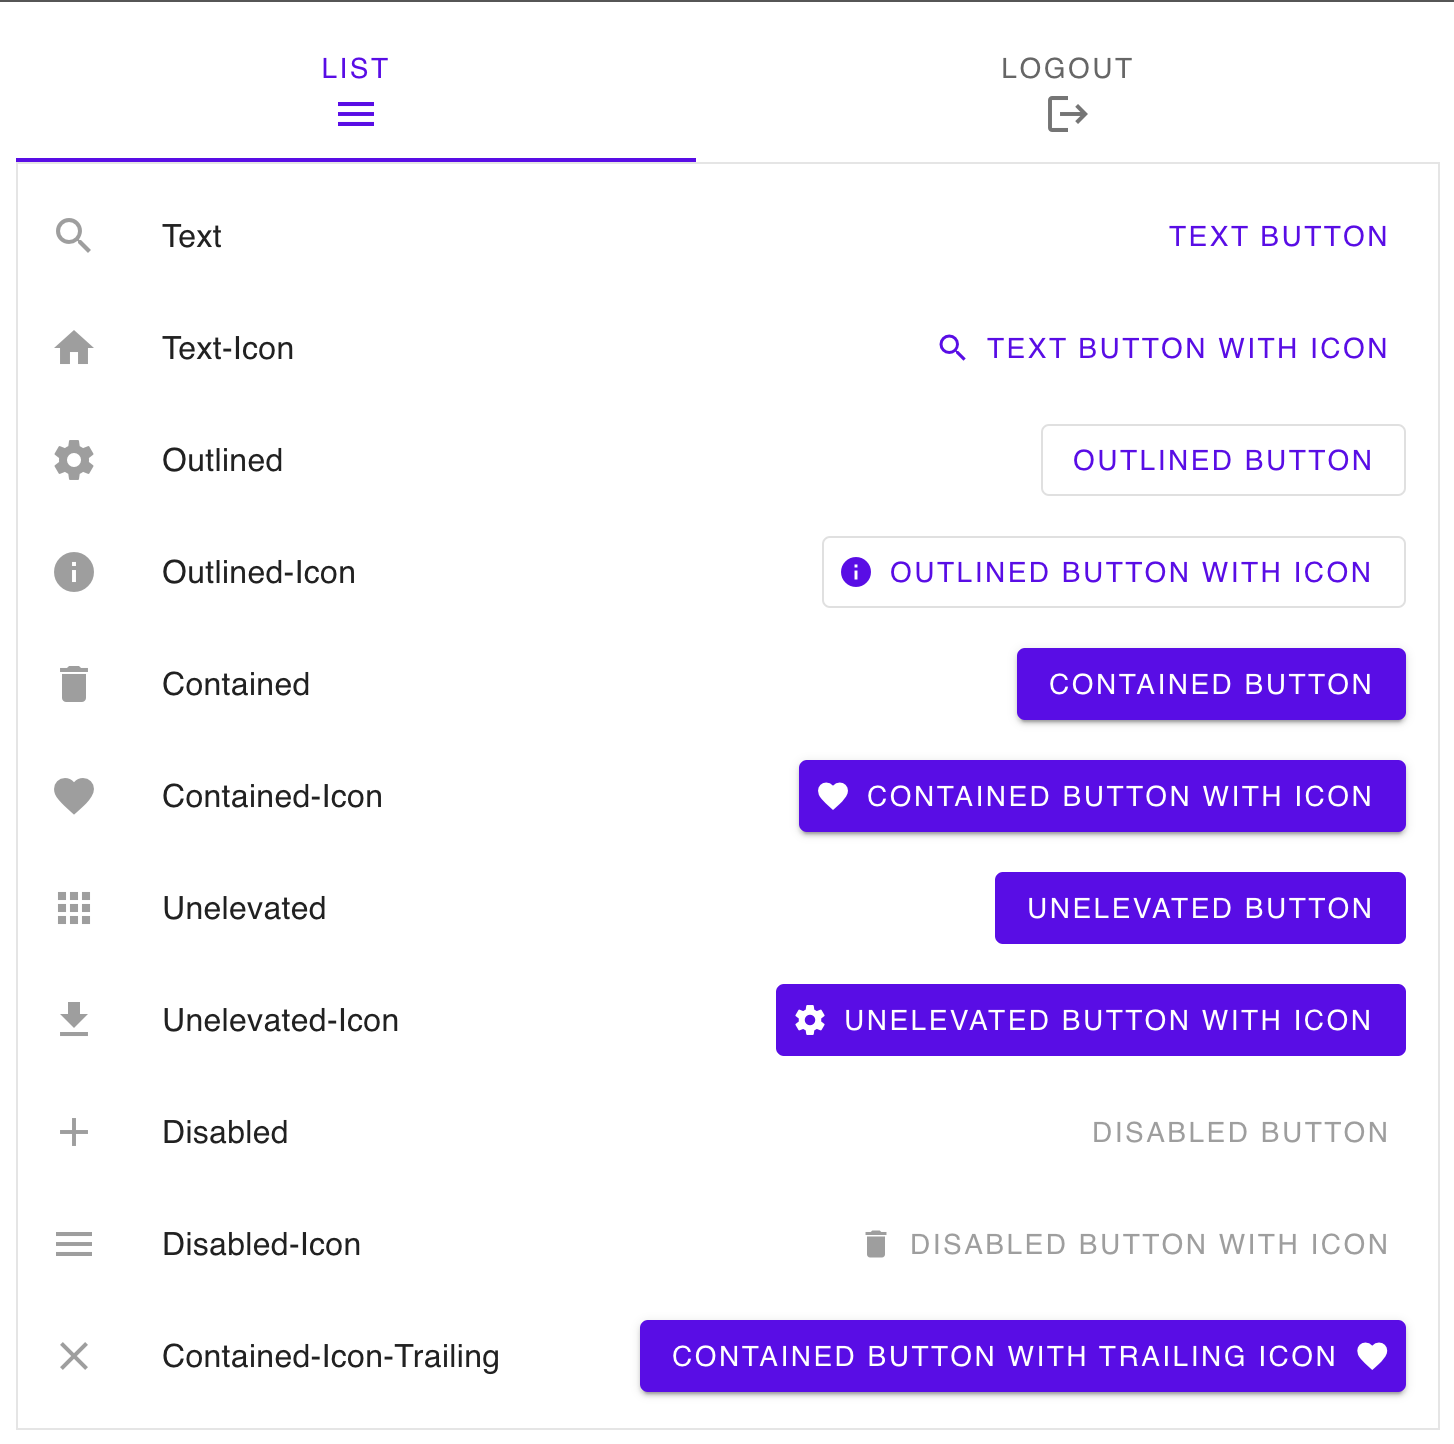 LIST
LOGOUT
Text
TEXT BUTTON
Text-Icon
TEXT BUTTON WITH ICON
Outlined
OUTLINED BUTTON
Outlined-Icon
OUTLINED BUTTON WITH ICON
Contained
CONTAINED BUTTON
Contained-Icon
CONTAINED BUTTON WITH ICON
Unelevated
UNELEVATED BUTTON
Unelevated-Icon
UNELEVATED BUTTON WITH ICON
Disabled
DISABLED BUTTON
Disabled-Icon
DISABLED BUTTON WITH ICON
Contained-Icon-Trailing
CONTAINED BUTTON WITH TRAILING ICON